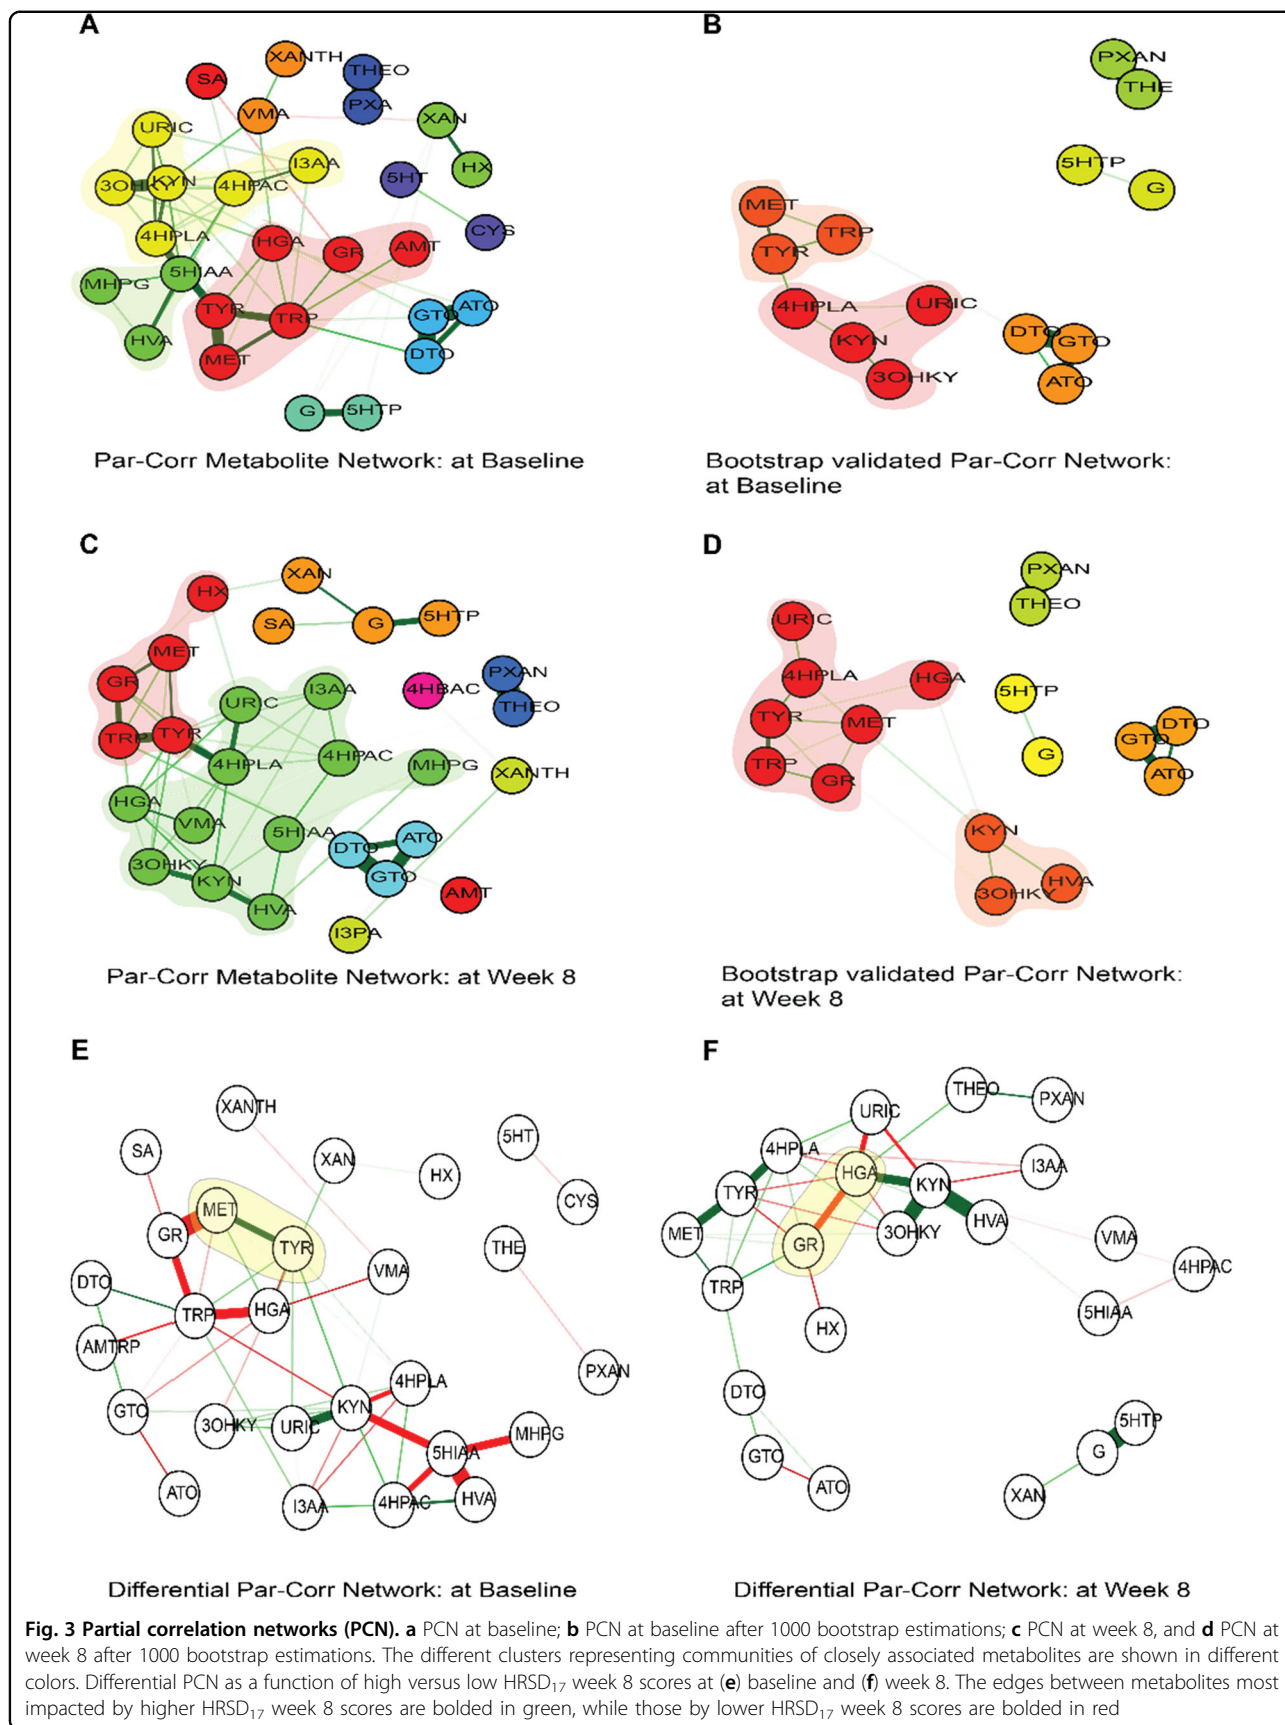 A
XANTH
SA
THEO
VMA
PXA
XAN
URIC
I3AA
HX
3OHKY
KYN
4HPAC
5HT
4HPLA
HGA
GR
AMT
CYS
MHPG
5HIAA
TYR
TRP
GTO
ATO
HVA
MET
DTO
G
5HTP
Par-Corr Metabolite Network: at Baseline
B
PXAN
THE
5HTP
G
MET
TRP
TYR
4HPLA
URIC
KYN
3OHKY
DTO
GTO
ATO
Bootstrap validated Par-Corr Network:
at Baseline
C
HX
XAN
SA
G
5HTP
MET
GR
TRP
TYR
URIC
I3AA
4HBAC
PXAN
THEO
4HPLA
4HPAC
MHPG
XANTH
HGA
VMA
5HIAA
DTO
ATO
GTO
3OHKY
KYN
HVA
AMT
I3PA
Par-Corr Metabolite Network: at Week 8
D
PXAN
THEO
URIC
4HPLA
HGA
5HTP
TYR
MET
G
TRP
GR
DTO
GTO
ATO
KYN
3OHKY
HVA
Bootstrap validated Par-Corr Network:
at Week 8
E
XANTH
SA
XAN
HX
5HT
CYS
MET
GR
TYR
THE
VMA
DTO
TRP
HGA
AMTRP
PXAN
GTO
3OHKY
URIC
KYN
4HPLA
5HIAA
MHPG
ATO
I3AA
4HPAC
HVA
Differential Par-Corr Network: at Baseline
F
THEO
PXAN
URIC
4HPLA
HGA
KYN
I3AA
TYR
MET
GR
3OHKY
HVA
VMA
4HPAC
TRP
HX
5HIAA
DTO
GTO
ATO
5HTP
G
XAN
Differential Par-Corr Network: at Week 8
Fig. 3 Partial correlation networks (PCN). a PCN at baseline; b PCN at baseline after 1000 bootstrap estimations; c PCN at week 8, and d PCN at
week 8 after 1000 bootstrap estimations. The different clusters representing communities of closely associated metabolites are shown in different
colors. Differential PCN as a function of high versus low HRSD17 week 8 scores at (e) baseline and (f) week 8. The edges between metabolites most
impacted by higher HRSD17 week 8 scores are bolded in green, while those by lower HRSD17 week 8 scores are bolded in red